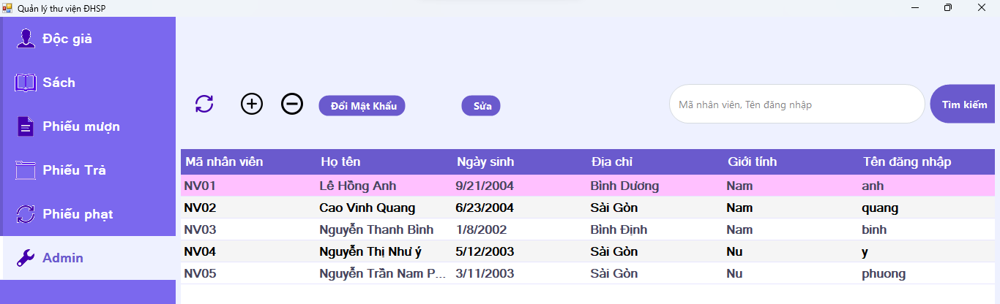 Quản lý thư viện ĐHSP
Độc giả
Sách
Phiếu mượn
Phiếu Trả
Phiếu phạt
Admin
Đổi Mật Khẩu Sửa Mã nhân viên, Tên đăng nhập Tìm kiếm
Mã nhân viên Họ tên Ngày sinh Địa chỉ Giới tính Tên đăng nhập
NV01 Lê Hồng Anh 9/21/2004 Bình Dương Nam anh
NV02 Cao Vinh Quang 6/23/2004 Sài Gòn Nam quang
NV03 Nguyễn Thanh Bình 1/8/2002 Bình Định Nam binh
NV04 Nguyễn Thị Như ý 5/12/2003 Sài Gòn Nu y
NV05 Nguyễn Trần Nam P... 3/11/2003 Sài Gòn Nu phuong